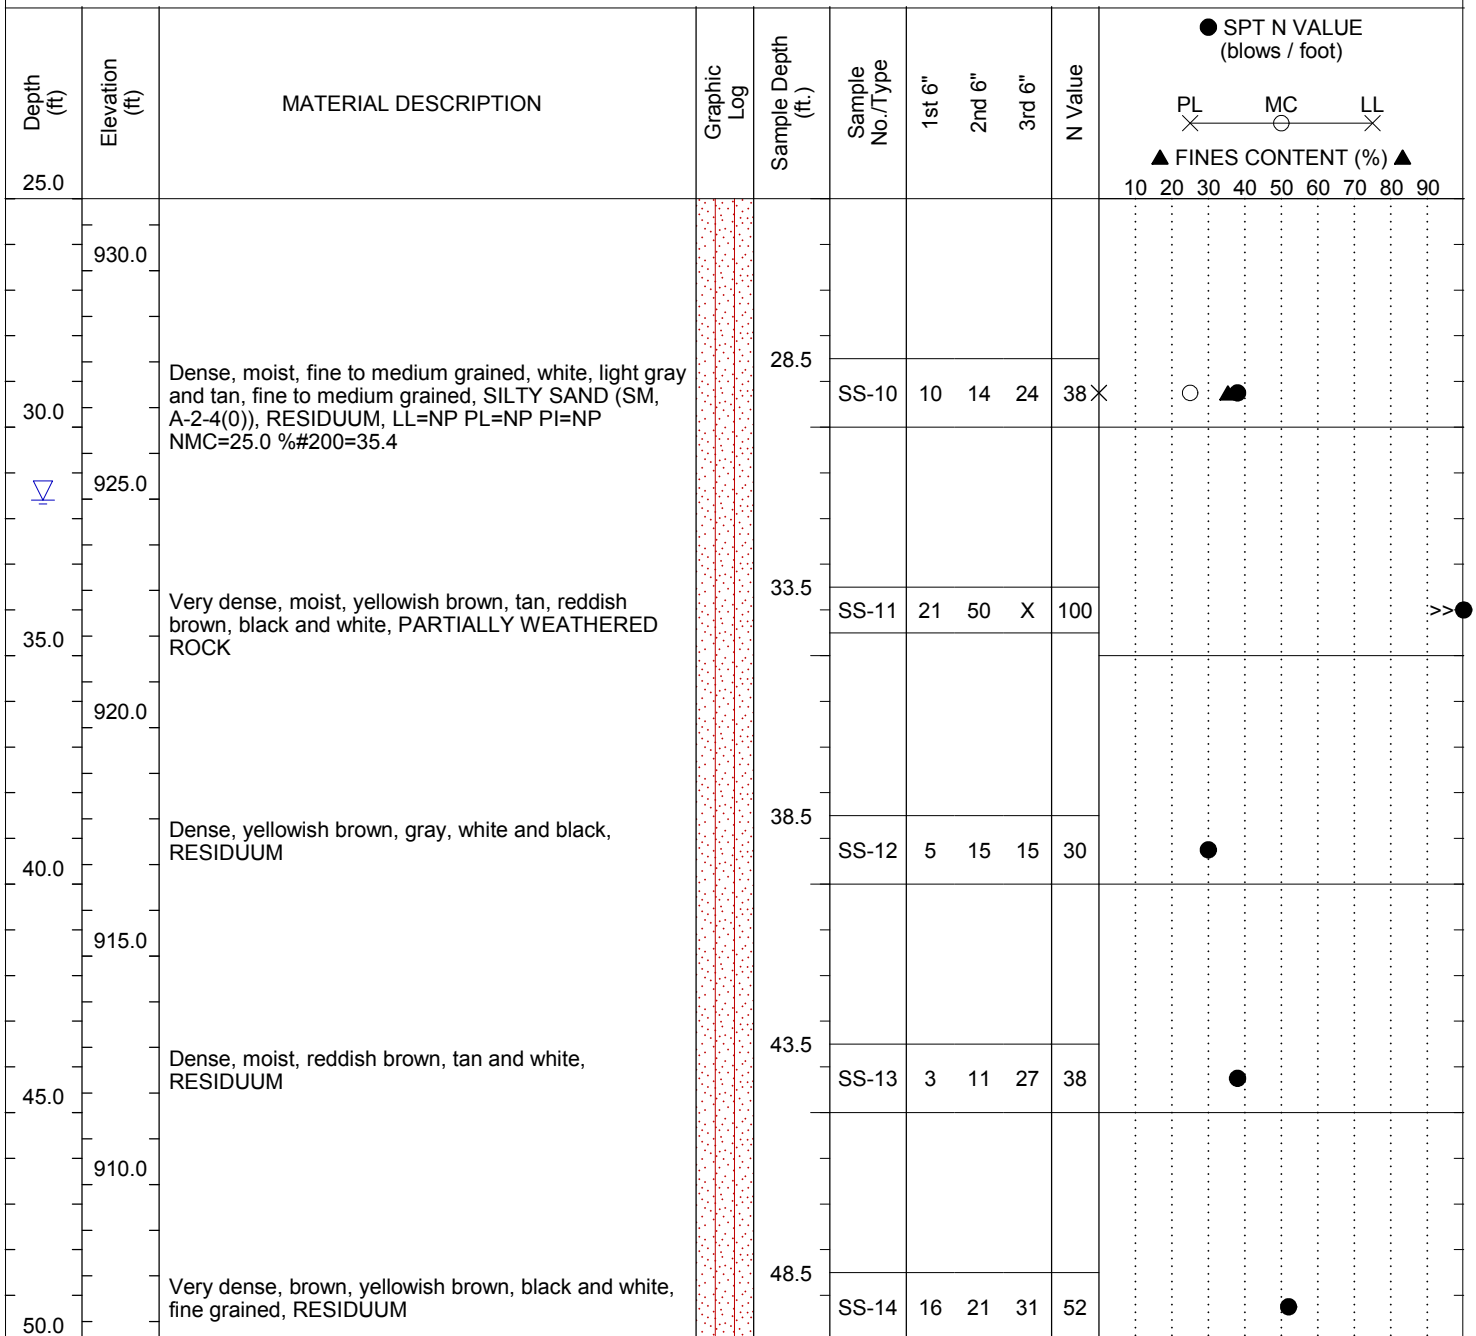 ● SPT N VALUE
(blows / foot)
PL MC LL
▲ FINES CONTENT (%) ▲
10 20 30 40 50 60 70 80 90
Depth
(ft)
Elevation
(ft)
MATERIAL DESCRIPTION
Graphic
Log
Sample Depth
(ft.)
Sample
No./Type
1st 6"
2nd 6"
3rd 6"
N Value
25.0
930.0
28.5
Dense, moist, fine to medium grained, white, light gray
and tan, fine to medium grained, SILTY SAND (SM,
A-2-4(0)), RESIDUUM, LL=NP PL=NP PI=NP
NMC=25.0 %#200=35.4
SS-10 10 14 24 38
30.0
925.0
33.5
Very dense, moist, yellowish brown, tan, reddish
brown, black and white, PARTIALLY WEATHERED
ROCK
SS-11 21 50 X 100 >>
35.0
920.0
38.5
Dense, yellowish brown, gray, white and black,
RESIDUUM
SS-12 5 15 15 30
40.0
915.0
43.5
Dense, moist, reddish brown, tan and white,
RESIDUUM
SS-13 3 11 27 38
45.0
910.0
48.5
Very dense, brown, yellowish brown, black and white,
fine grained, RESIDUUM
SS-14 16 21 31 52
50.0